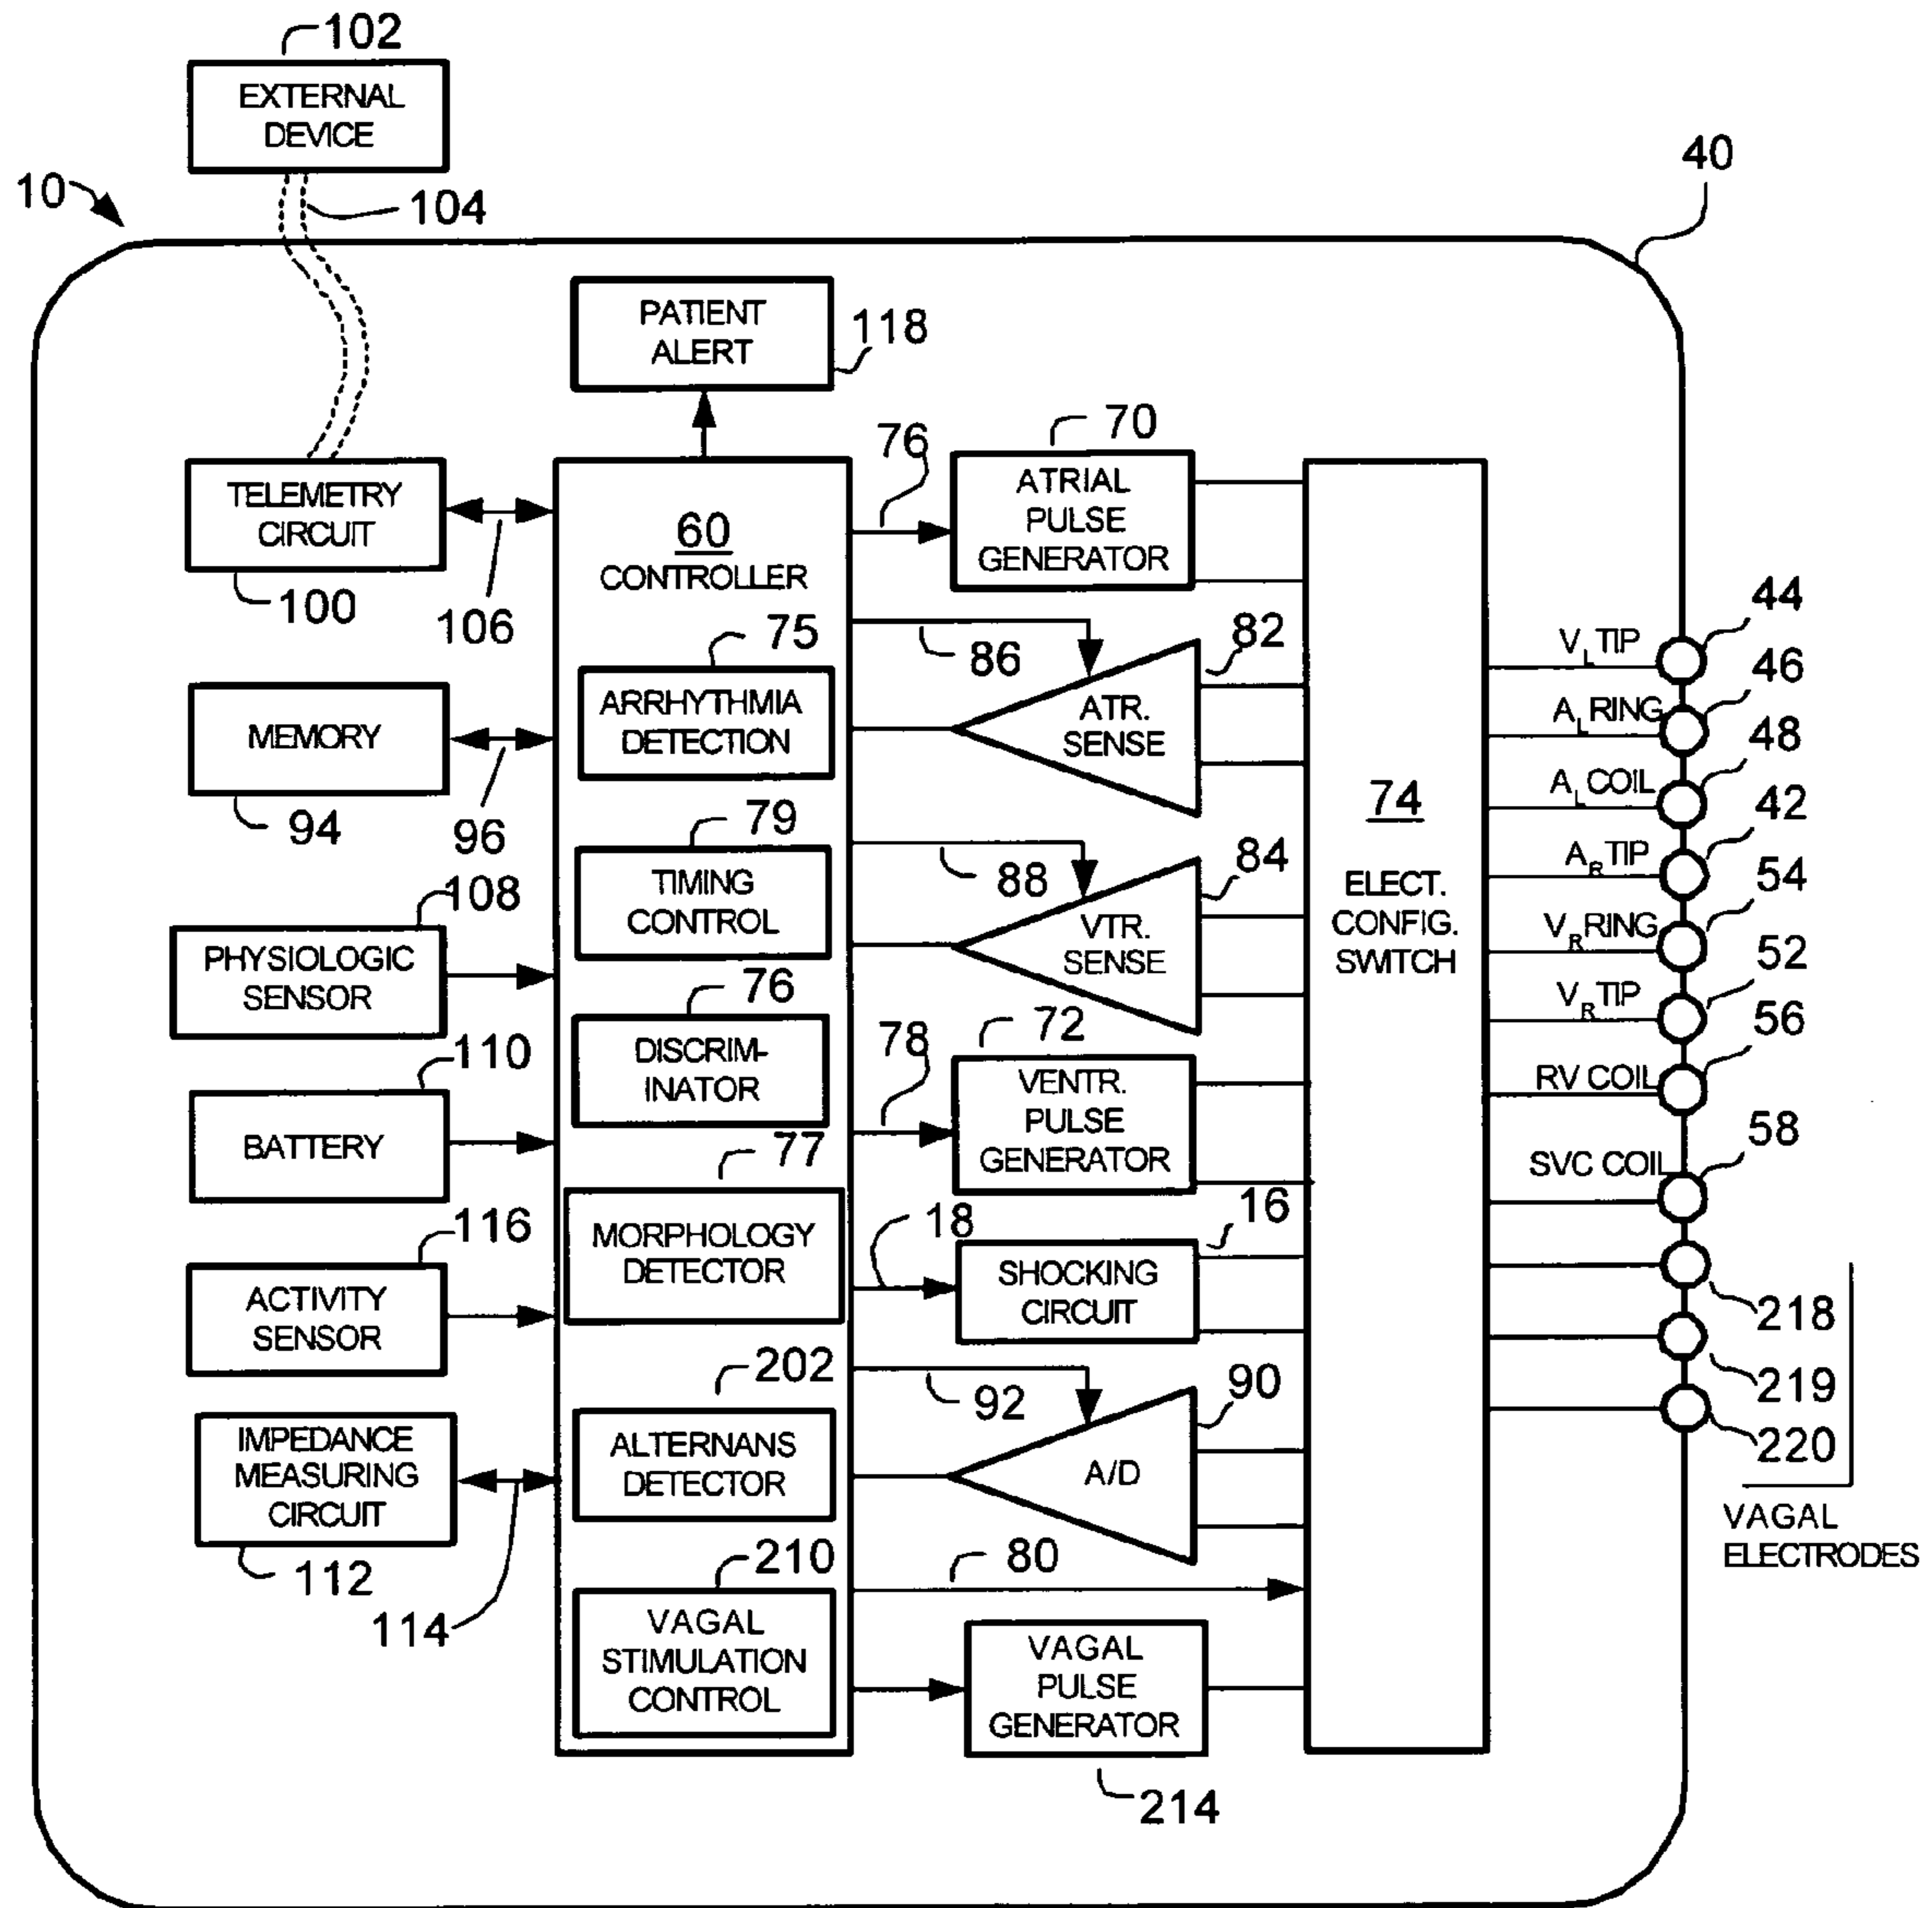 102
EXTERNAL
DEVICE
10
104
40
PATIENT
ALERT
118
TELEMETRY
CIRCUIT
100
106
60
CONTROLLER
76
70
ATRIAL
PULSE
GENERATOR
75
ARRHYTHMIA
DETECTION
86
82
ATR.
SENSE
MEMORY
94
96
79
TIMING
CONTROL
88
84
VTR.
SENSE
108
PHYSIOLOGIC
SENSOR
76
DISCRIM-
INATOR
78
72
VENTR.
PULSE
GENERATOR
110
BATTERY
77
MORPHOLOGY
DETECTOR
18
16
SHOCKING
CIRCUIT
116
ACTIVITY
SENSOR
202
ALTERNANS
DETECTOR
92
90
A/D
IMPEDANCE
MEASURING
CIRCUIT
112
114
210
VAGAL
STIMULATION
CONTROL
80
VAGAL
PULSE
GENERATOR
214
74
ELECT.
CONFIG.
SWITCH
VL TIP
44
AL RING
46
AL COIL
48
AR TIP
42
VR RING
54
VR TIP
52
RV COIL
56
SVC COIL
58
218
219
220
VAGAL
ELECTRODES